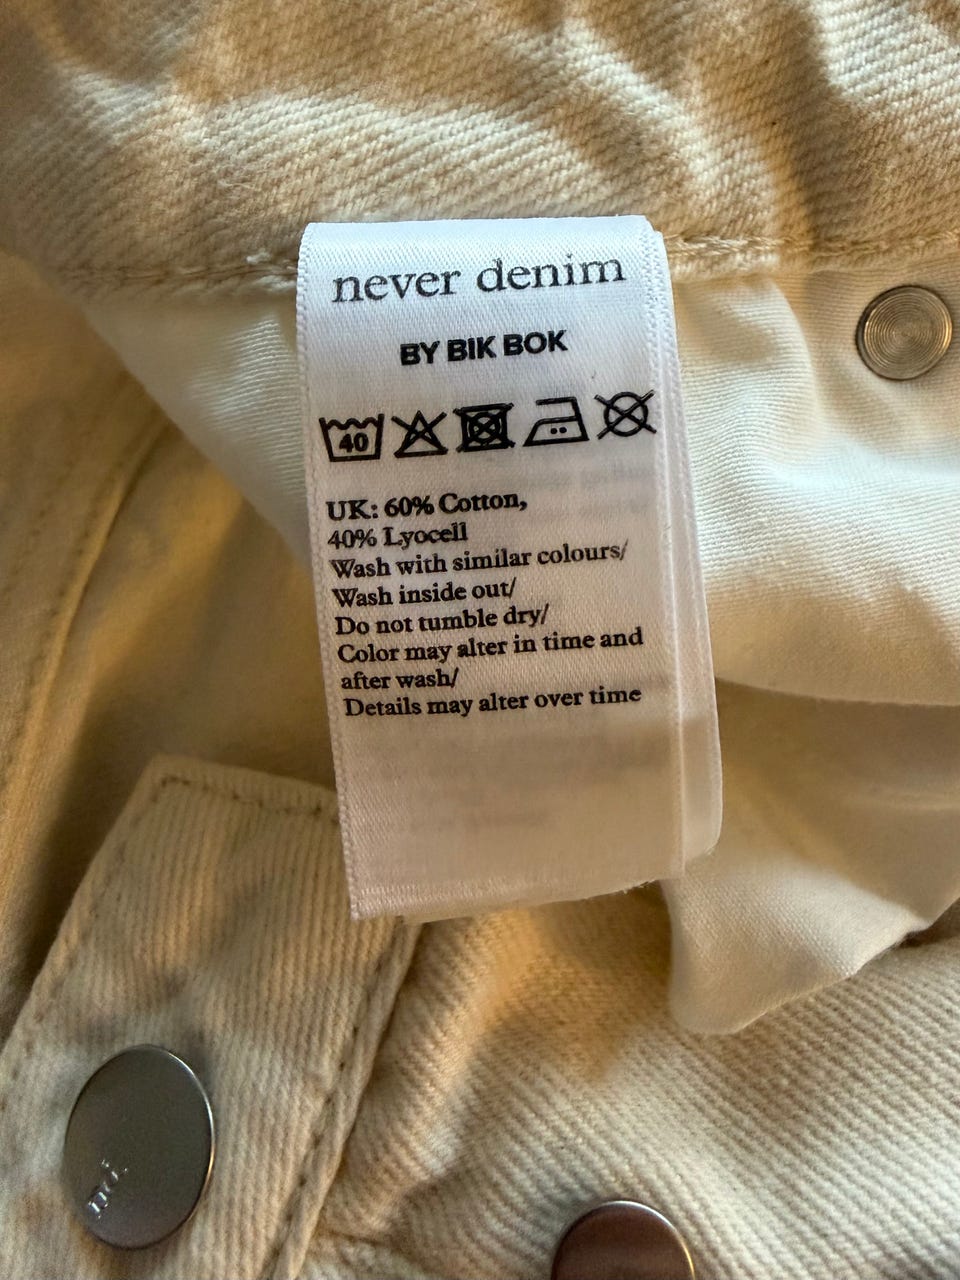 never denim
BY BIK BOK
40
UK: 60% Cotton,
40% Lyocell
Wash with similar colours/
Wash inside out/
Do not tumble dry/
Color may alter in time and
after wash/
Details may alter over time
nd.